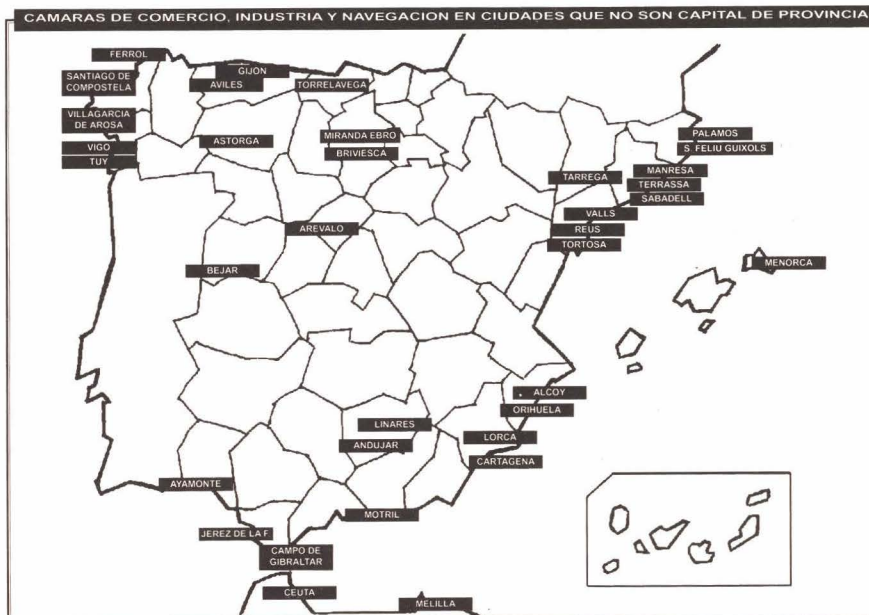 CAMARAS DE COMERCIO, INDUSTRIA Y NAVEGACION EN CIUDADES QUE NO SON CAPITAL DE PROVINCIA
FERROL
GIJON
SANTIAGO DE
COMPOSTELA
AVILES
TORRELAVEGA
VILLAGARCIA
DE AROSA
ASTORGA
MIRANDA EBRO
PALAMOS
VIGO
BRIVIESCA
S. FELIU GUIXOLS
TUY
MANRESA
TARREGA
TERRASSA
SABADELL
VALLS
AREVALO
REUS
TORTOSA
MENORCA
BEJAR
ALCOY
ORIHUELA
LINARES
LORCA
ANDUJAR
CARTAGENA
AYAMONTE
MOTRIL
JEREZ DE LA F.
CAMPO DE
GIBRALTAR
CEUTA
MELILLA